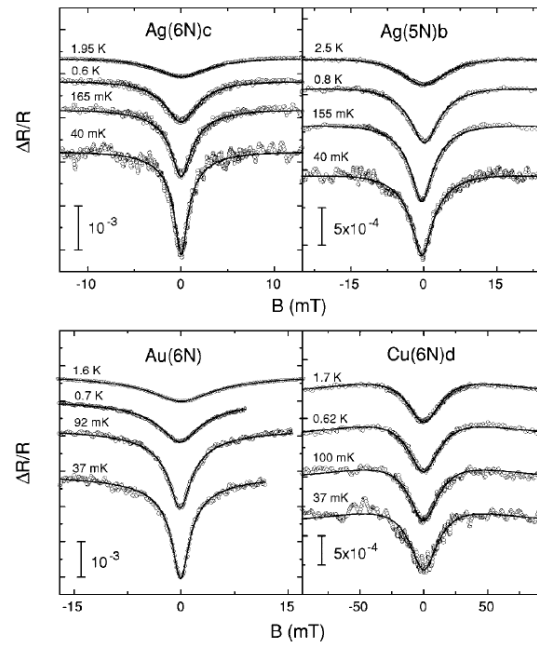 Ag(6N)c
1.95 K
0.6 K
165 mK
40 mK
10⁻³
ΔR/R
-10 0 10
B (mT)
Ag(5N)b
2.5 K
0.8 K
155 mK
40 mK
5x10⁻⁴
-15 0 15
B (mT)
Au(6N)
1.6 K
0.7 K
92 mK
37 mK
10⁻³
ΔR/R
-15 0 15
B (mT)
Cu(6N)d
1.7 K
0.62 K
100 mK
37 mK
5x10⁻⁴
-50 0 50
B (mT)